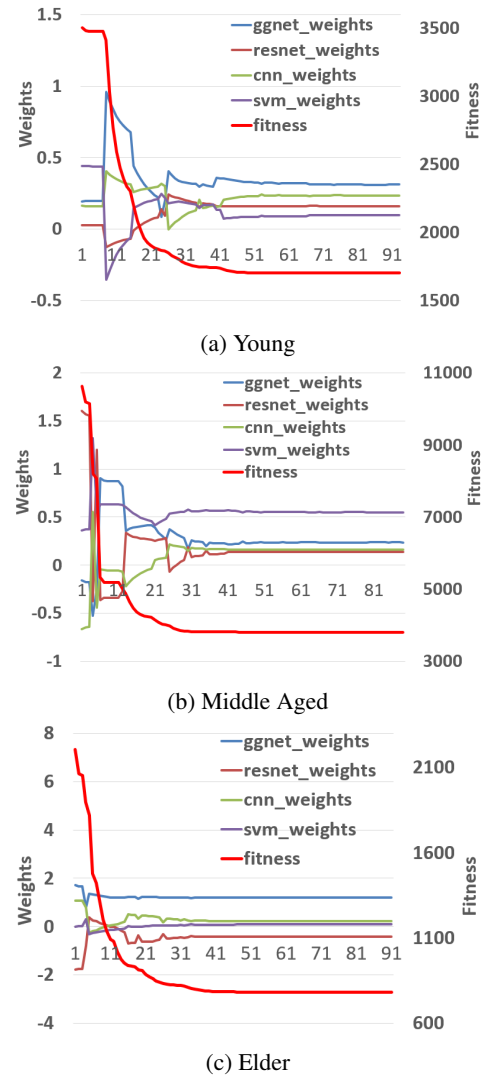 1.5
1
0.5
0
-0.5
Weights
ggnet_weights
resnet_weights
cnn_weights
svm_weights
fitness
3500
3000
2500
2000
1500
Fitness
1 11 21 31 41 51 61 71 81 91
(a) Young
2
1.5
1
0.5
0
-0.5
-1
Weights
ggnet_weights
resnet_weights
cnn_weights
svm_weights
fitness
11000
9000
7000
5000
3000
Fitness
1 11 21 31 41 51 61 71 81
(b) Middle Aged
8
6
4
2
0
-2
-4
Weights
ggnet_weights
resnet_weights
cnn_weights
svm_weights
fitness
2100
1600
1100
600
Fitness
1 11 21 31 41 51 61 71 81 91
(c) Elder